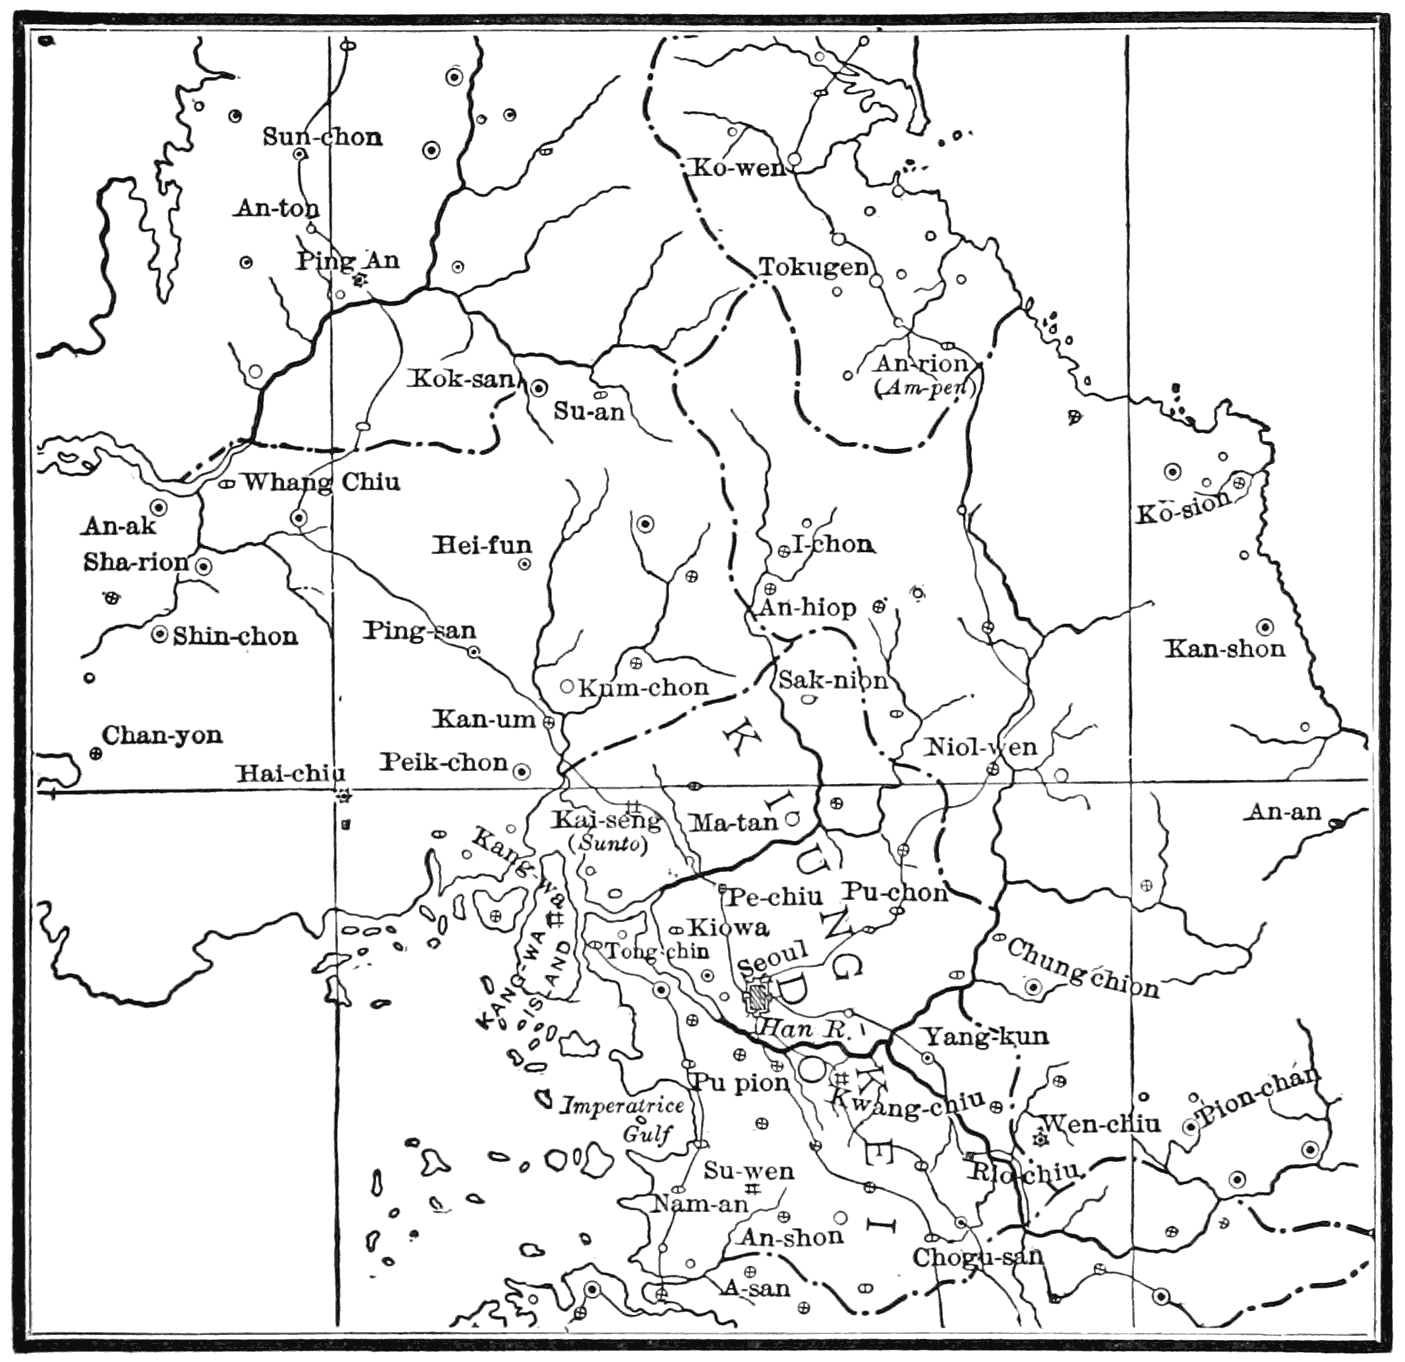 Sun-chon
Ko-wen
An-ton
Ping An
Tokugen
An-rion
(Am-pen)
Kok-san
Su-an
Whang Chiu
An-ak
Ko-sion
Sha-rion
Hei-fun
I-chon
An-hiop
Shin-chon
Ping-san
Kan-shon
Kum-chon
Sak-nion
Kan-um
Chan-yon
Peik-chon
Niol-wen
Hai-chiu
Kai-seng
(Sunto)
Ma-tan
An-an
Kang-wa
Pe-chiu
Pu-chon
Kiowa
Tong-chin
Seoul
Chung chion
KANG-WA
ISLAND
Han R.
Yang-kun
KIUNG D O KEI
Pu pion
Kwang-chiu
Imperatrice
Gulf
Wen-chiu
Pion-chán
Su-wen
Rio-chiu
Nam-an
An-shon
Chogu-san
A-san